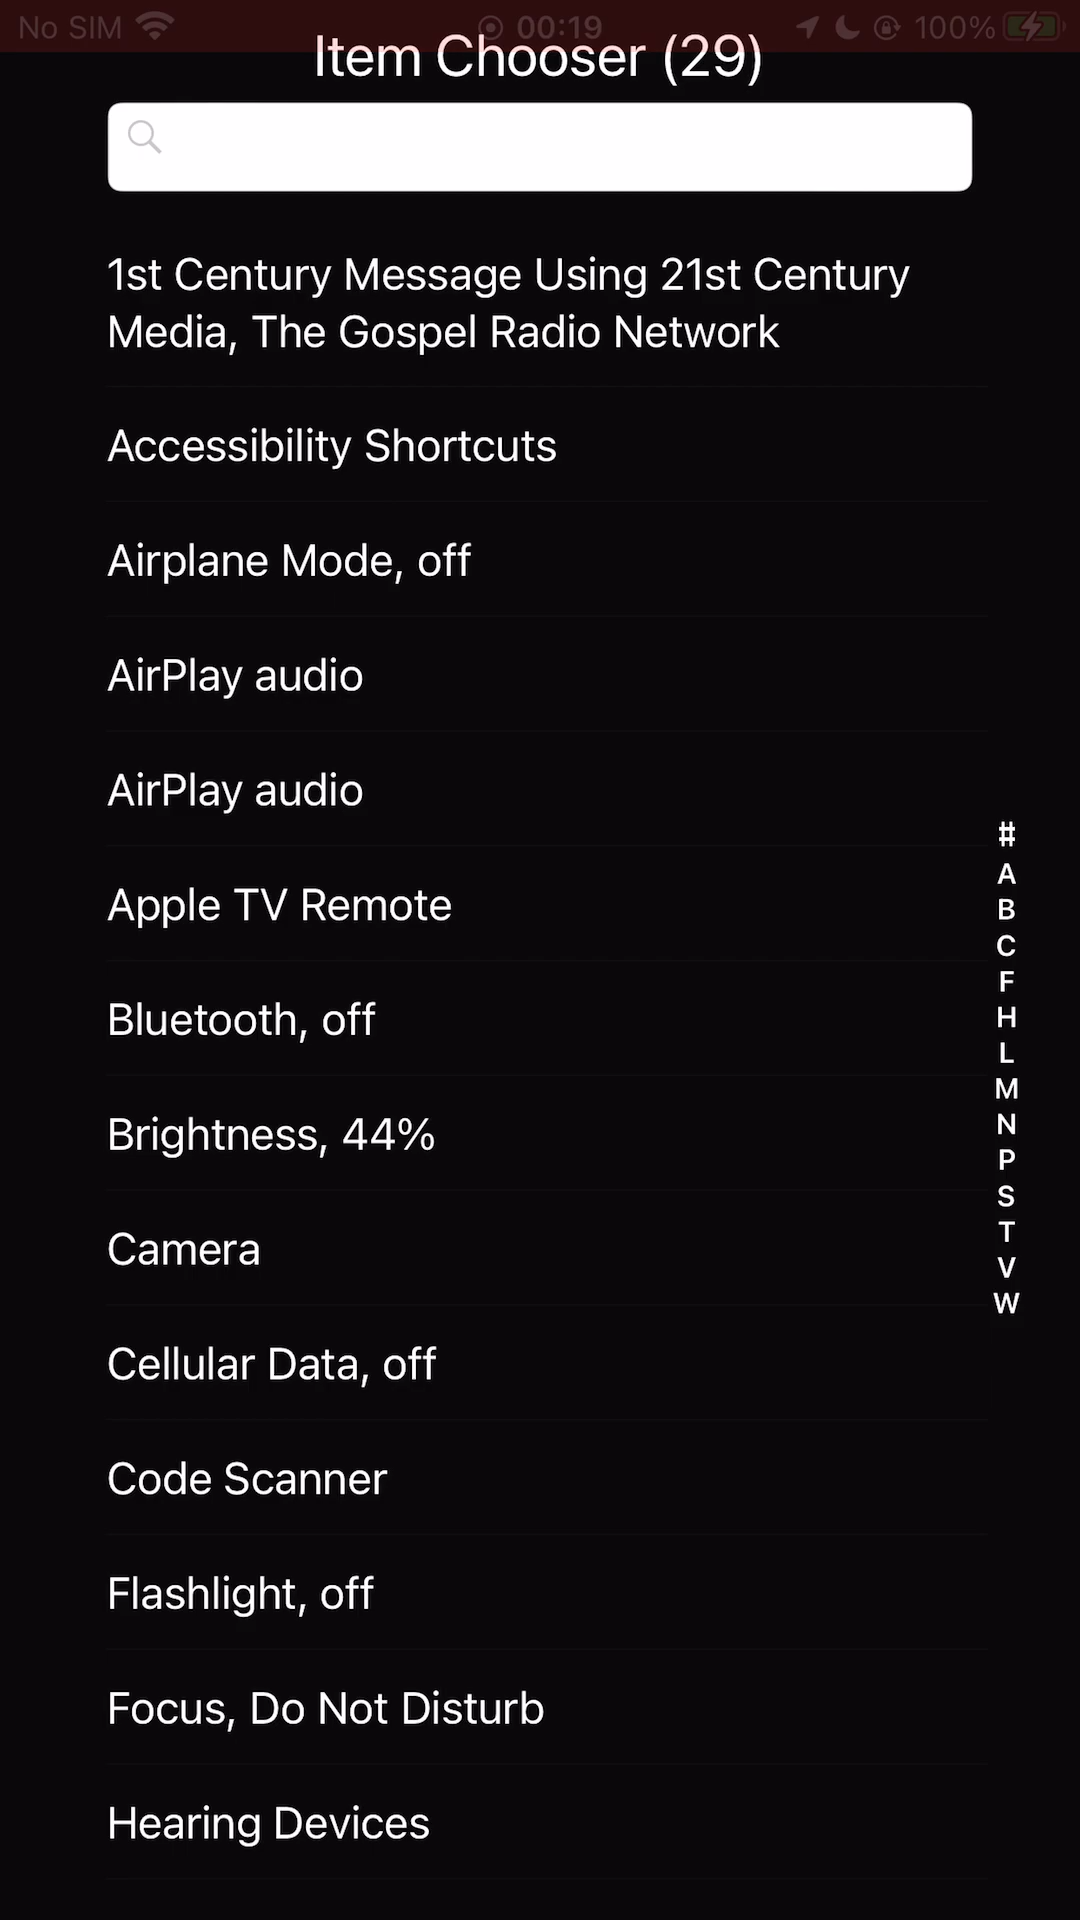 No SIM 00:19 100%
Item Chooser (29)
1st Century Message Using 21st Century
Media, The Gospel Radio Network
Accessibility Shortcuts
Airplane Mode, off
AirPlay audio
AirPlay audio
Apple TV Remote
Bluetooth, off
Brightness, 44%
Camera
Cellular Data, off
Code Scanner
Flashlight, off
Focus, Do Not Disturb
Hearing Devices
#
A
B
C
F
H
L
M
N
P
S
T
V
W